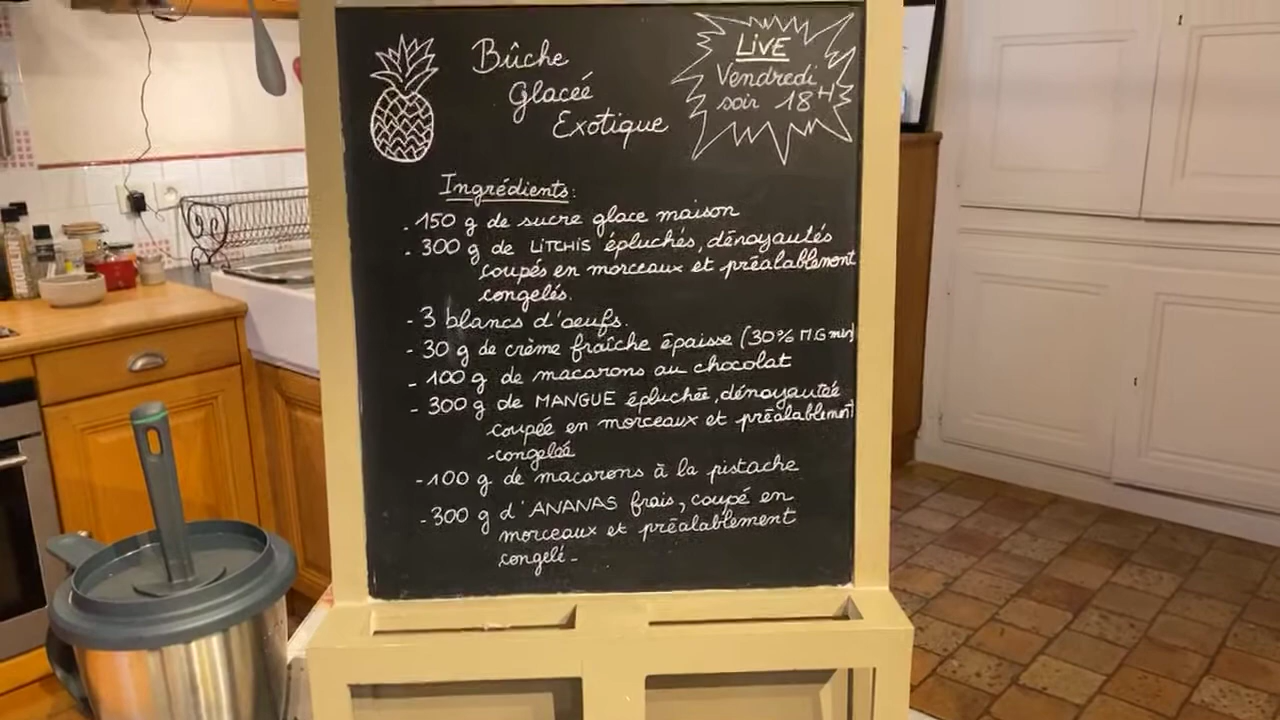 Bûche
Glacée
Exotique
LIVE
Vendredi
soir 18H
Ingrédients:
- 150 g de sucre glace maison
- 300 g de LITCHIS épluchés, dénoyautés
coupés en morceaux et préalablement
congelés.
- 3 blancs d'oeufs.
- 30 g de crème fraîche épaisse (30% M.G min)
- 100 g de macarons au chocolat
- 300 g de MANGUE épluchée, dénoyautée
coupée en morceaux et préalablement
congelée
- 100 g de macarons à la pistache
- 300 g d'ANANAS frais, coupé en
morceaux et préalablement
congelé -